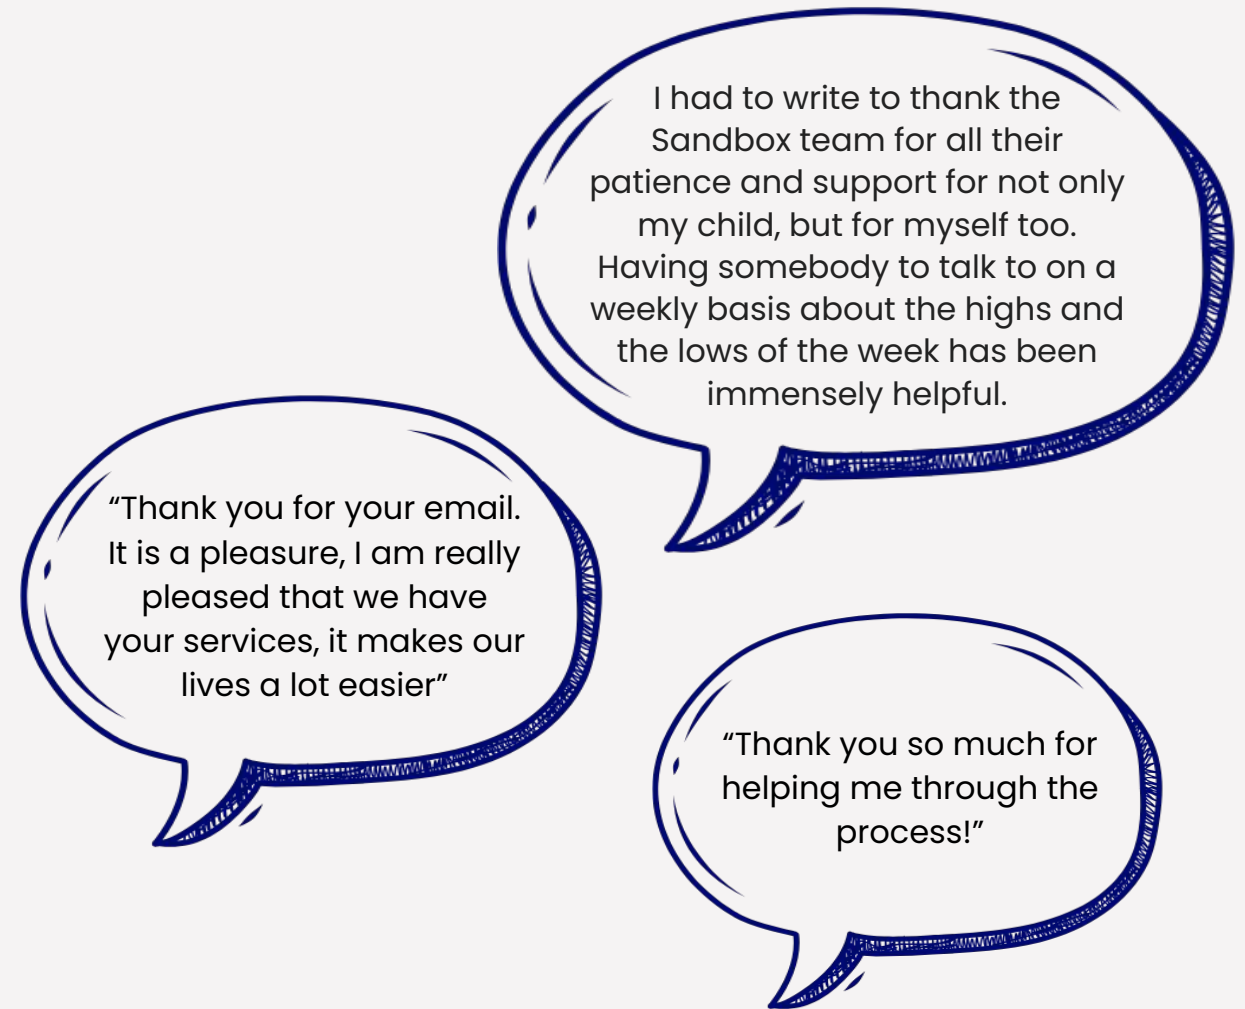 I had to write to thank the
Sandbox team for all their
patience and support for not only
my child, but for myself too.
Having somebody to talk to on a
weekly basis about the highs and
the lows of the week has been
immensely helpful.
“Thank you for your email.
It is a pleasure, I am really
pleased that we have
your services, it makes our
lives a lot easier”
“Thank you so much for
helping me through the
process!”